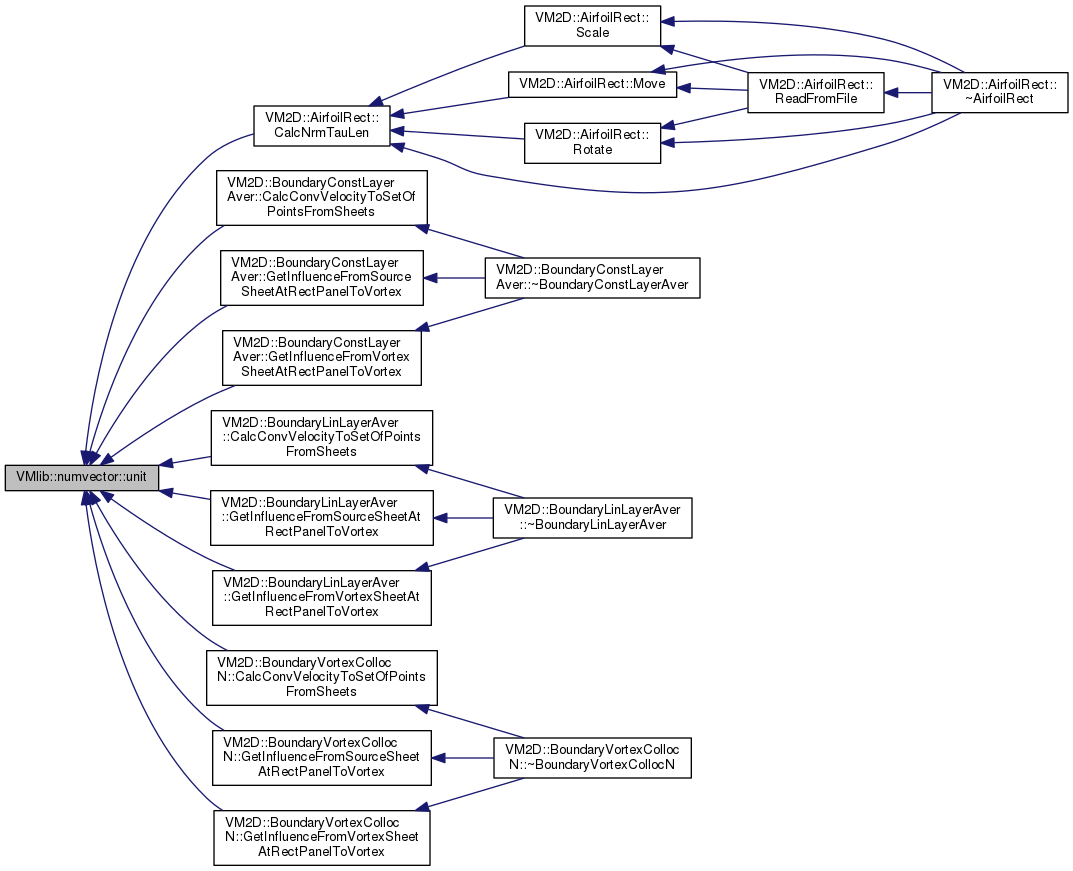 VM2D::AirfoilRect::
Scale
VM2D::AirfoilRect::Move
VM2D::AirfoilRect::
ReadFromFile
VM2D::AirfoilRect::
~AirfoilRect
VM2D::AirfoilRect::
CalcNrmTauLen
VM2D::AirfoilRect::
Rotate
VM2D::BoundaryConstLayer
Aver::CalcConvVelocityToSetOf
PointsFromSheets
VM2D::BoundaryConstLayer
Aver::GetInfluenceFromSource
SheetAtRectPanelToVortex
VM2D::BoundaryConstLayer
Aver::~BoundaryConstLayerAver
VM2D::BoundaryConstLayer
Aver::GetInfluenceFromVortex
SheetAtRectPanelToVortex
VM2D::BoundaryLinLayerAver
::CalcConvVelocityToSetOfPoints
FromSheets
VMlib::numvector::unit
VM2D::BoundaryLinLayerAver
::GetInfluenceFromSourceSheetAt
RectPanelToVortex
VM2D::BoundaryLinLayerAver
::~BoundaryLinLayerAver
VM2D::BoundaryLinLayerAver
::GetInfluenceFromVortexSheetAt
RectPanelToVortex
VM2D::BoundaryVortexColloc
N::CalcConvVelocityToSetOfPoints
FromSheets
VM2D::BoundaryVortexColloc
N::GetInfluenceFromSourceSheet
AtRectPanelToVortex
VM2D::BoundaryVortexColloc
N::~BoundaryVortexCollocN
VM2D::BoundaryVortexColloc
N::GetInfluenceFromVortexSheet
AtRectPanelToVortex